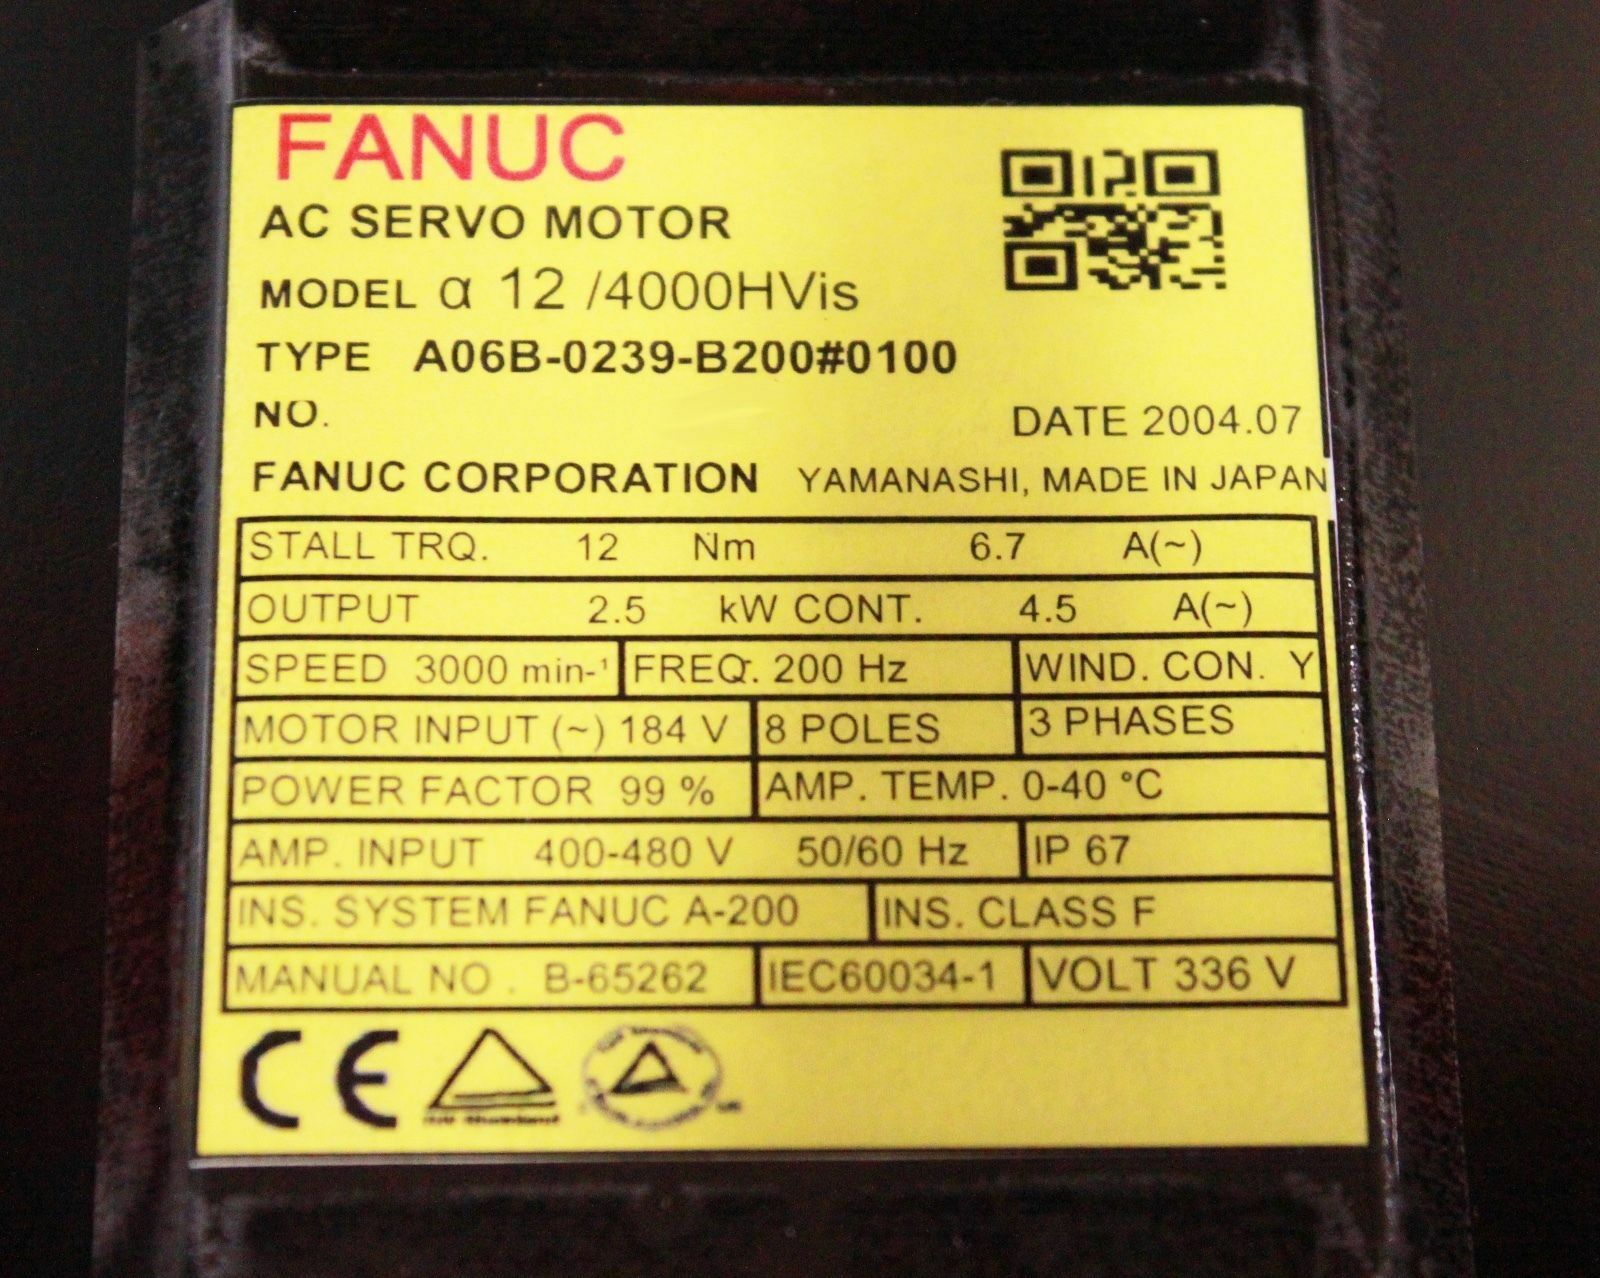 FANUC
AC SERVO MOTOR
MODEL α 12 /4000HVis
TYPE A06B-0239-B200#0100
NO. DATE 2004.07
FANUC CORPORATION YAMANASHI, MADE IN JAPAN
STALL TRQ. 12 Nm 6.7 A(~)
OUTPUT 2.5 kW CONT. 4.5 A(~)
SPEED 3000 min-¹ FREQ. 200 Hz WIND. CON. Y
MOTOR INPUT (~) 184 V 8 POLES 3 PHASES
POWER FACTOR 99 % AMP. TEMP. 0-40 °C
AMP. INPUT 400-480 V 50/60 Hz IP 67
INS. SYSTEM FANUC A-200 INS. CLASS F
MANUAL NO . B-65262 IEC60034-1 VOLT 336 V
CE